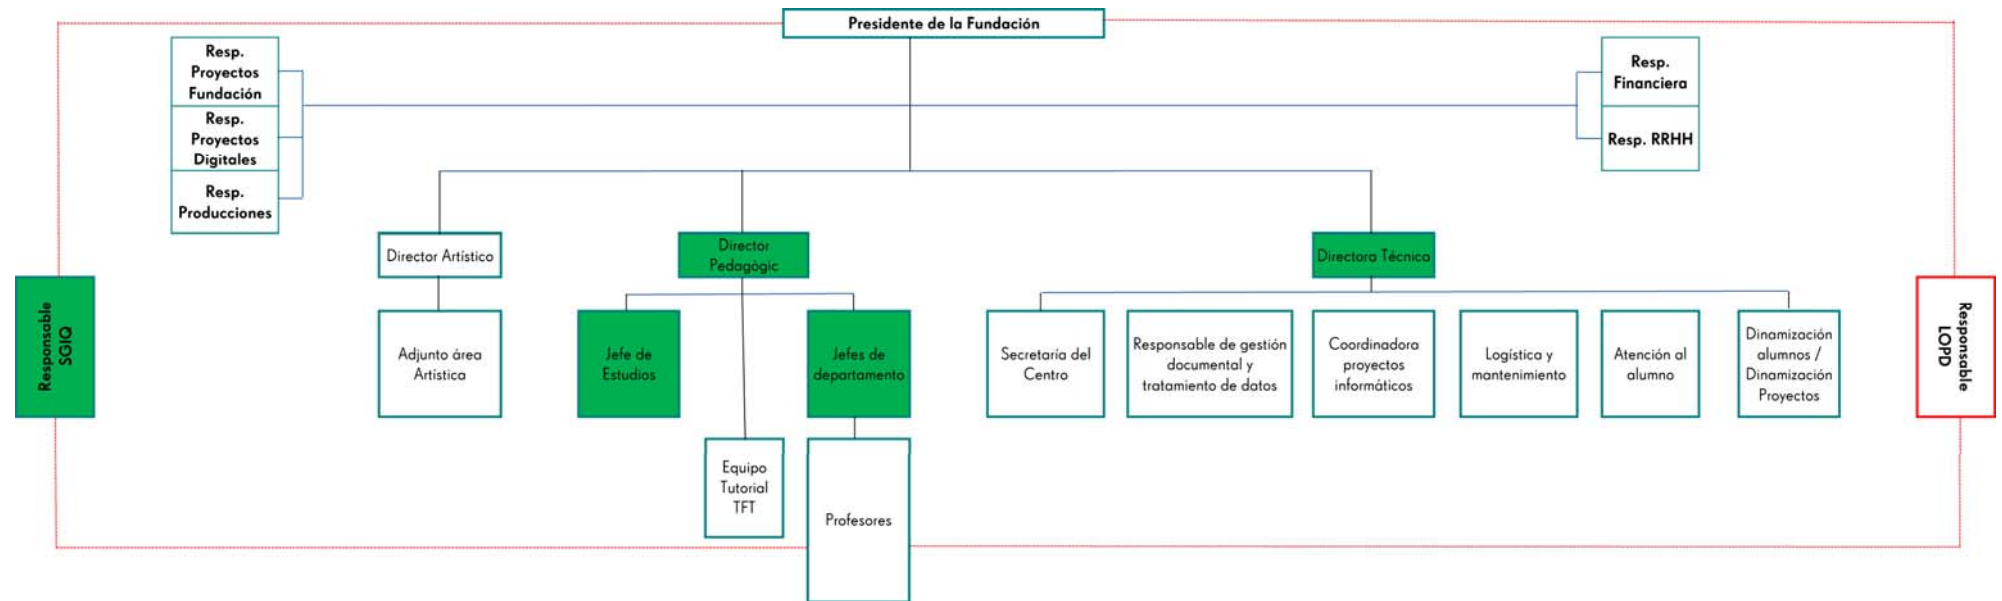 Presidente de la Fundación
Resp.
Proyectos
Fundación
Resp.
Proyectos
Digitales
Resp.
Producciones
Resp.
Financiera
Resp. RRHH
Director Artístico
Director
Pedagògic
Directora Técnica
Responsable
SGIQ
Adjunto área
Artística
Jefe de
Estudios
Jefes de
departamento
Secretaría del
Centro
Responsable de gestión
documental y
tratamiento de datos
Coordinadora
proyectos
informáticos
Logística y
mantenimiento
Atención al
alumno
Dinamización
alumnos /
Dinamización
Proyectos
Responsable
LOPD
Equipo
Tutorial
TFT
Profesores